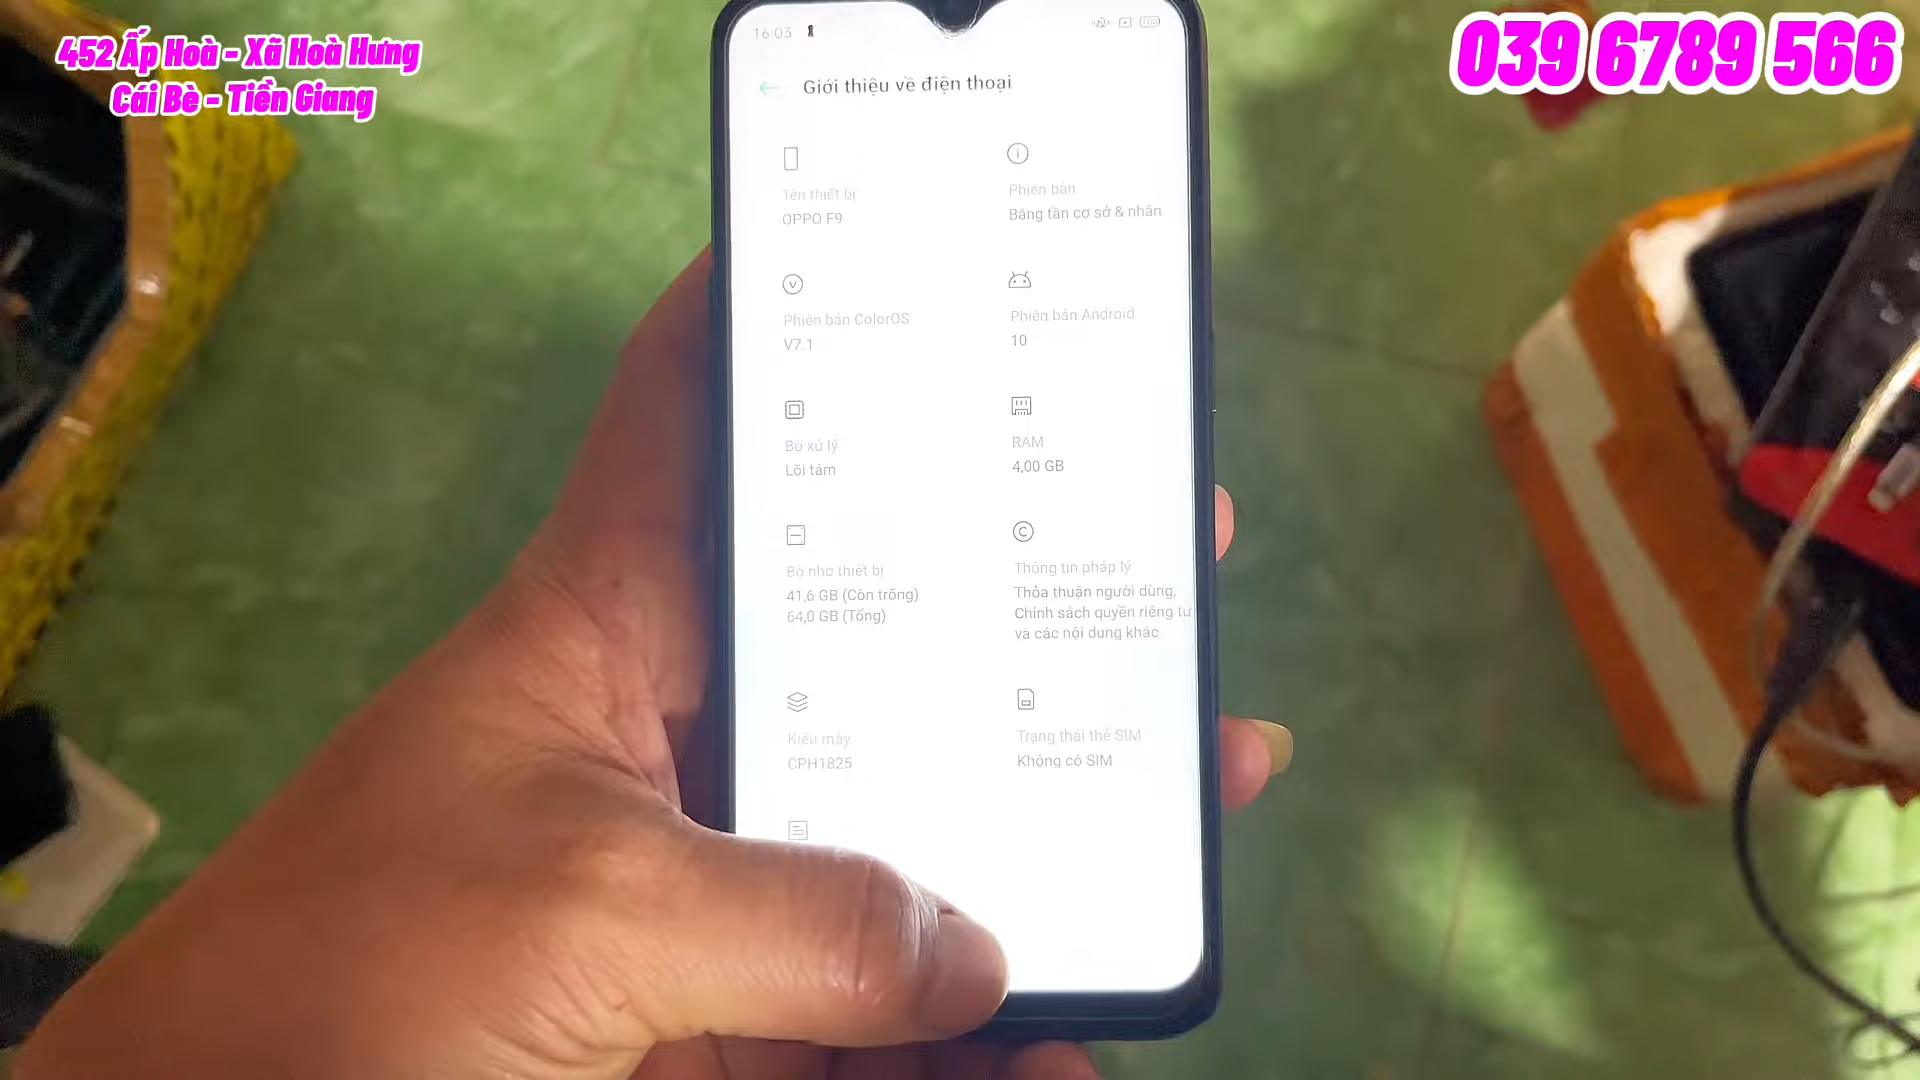 452 Ấp Hoà - Xã Hoà Hưng
Cái Bè - Tiền Giang
039 6789 566
16:03
100
Giới thiệu về điện thoại
Tên thiết bị
OPPO F9
Phiên bản
Băng tần cơ sở & nhân
Phiên bản ColorOS
V7.1
Phiên bản Android
10
Bộ xử lý
Lõi tám
RAM
4,00 GB
Bộ nhớ thiết bị
41,6 GB (Còn trống)
64,0 GB (Tổng)
Thông tin pháp lý
Thỏa thuận người dùng,
Chính sách quyền riêng tư
và các nội dung khác
Kiểu máy
CPH1825
Trạng thái thẻ SIM
Không có SIM